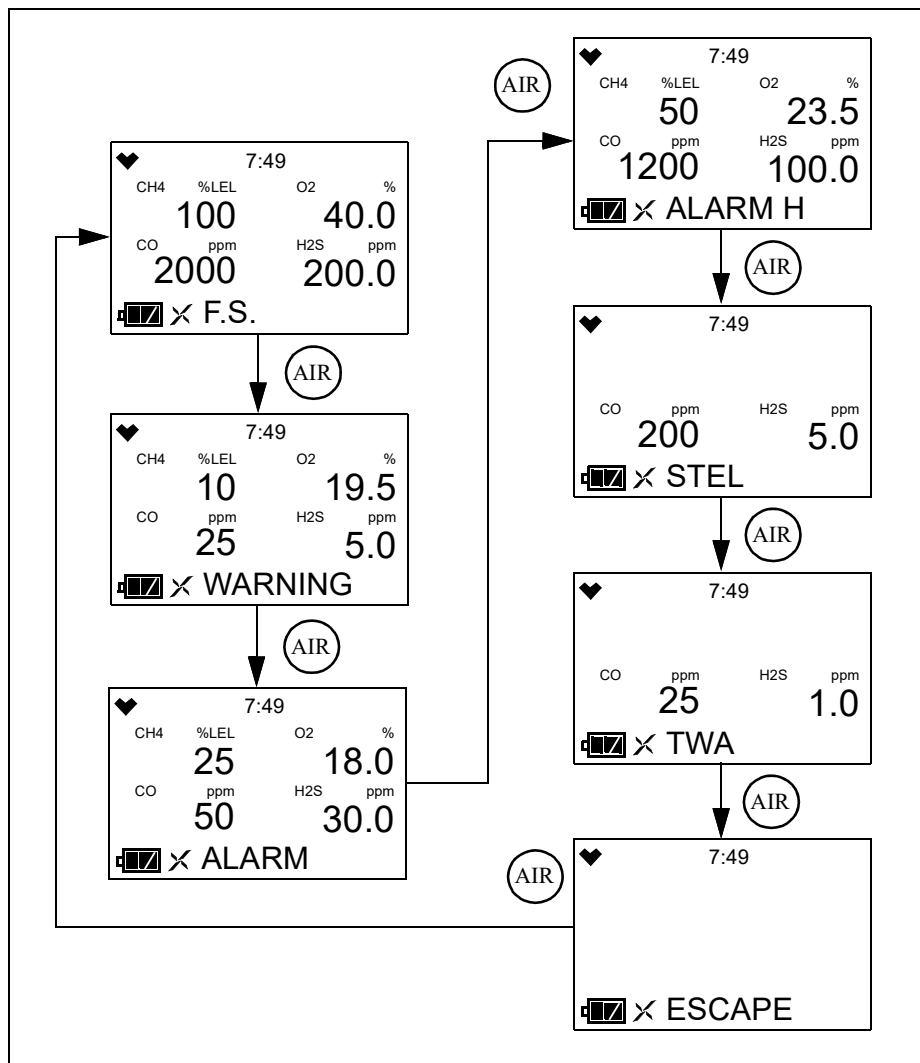 7:49
CH4 %LEL O2 %
100 40.0
CO ppm H2S ppm
2000 200.0
F.S.
AIR
7:49
CH4 %LEL O2 %
10 19.5
CO ppm H2S ppm
25 5.0
WARNING
AIR
7:49
CH4 %LEL O2 %
25 18.0
CO ppm H2S ppm
50 30.0
ALARM
AIR
7:49
CH4 %LEL O2 %
50 23.5
CO ppm H2S ppm
1200 100.0
ALARM H
AIR
7:49
CO ppm H2S ppm
200 5.0
STEL
AIR
7:49
CO ppm H2S ppm
25 1.0
TWA
AIR
7:49
ESCAPE
AIR